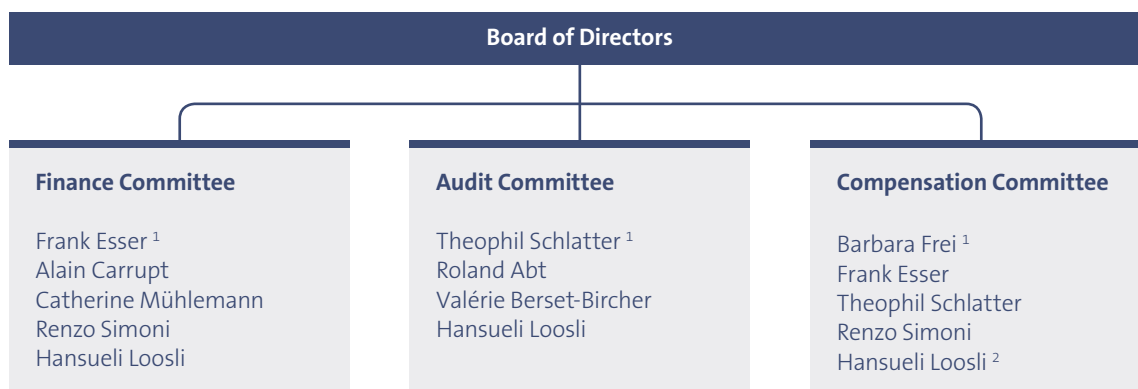 Board of Directors
Finance Committee
Frank Esser 1
Alain Carrupt
Catherine Mühlemann
Renzo Simoni
Hansueli Loosli
Audit Committee
Theophil Schlatter 1
Roland Abt
Valérie Berset-Bircher
Hansueli Loosli
Compensation Committee
Barbara Frei 1
Frank Esser
Theophil Schlatter
Renzo Simoni
Hansueli Loosli 2